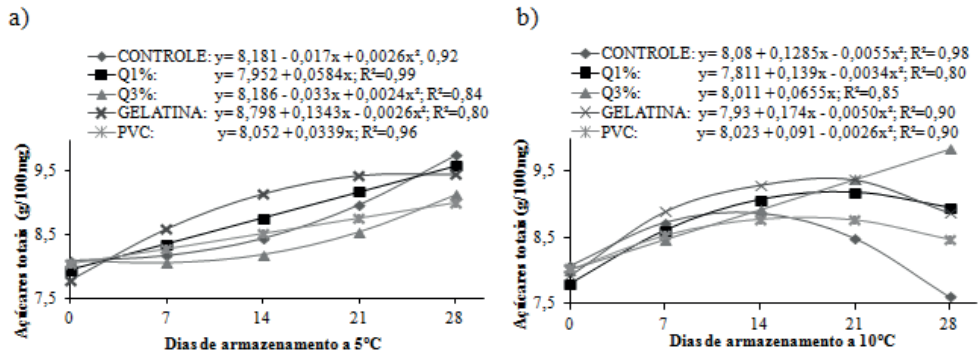 a)
CONTROLE: y= 8,181 - 0,017x + 0,0026x², 0,92
Q1%: y= 7,952 + 0,0584x; R²=0,99
Q3%: y= 8,186 - 0,033x + 0,0024x²; R²=0,84
GELATINA: y= 8,798 + 0,1343x - 0,0026x²; R²=0,80
PVC: y= 8,052 + 0,0339x; R²=0,96
Açúcares totais (g/100mg)
9,5
8,5
7,5
0 7 14 21 28
Dias de armazenamento a 5°C
b)
CONTROLE: y= 8,08 + 0,1285x - 0,0055x²; R²=0,98
Q1%: y= 7,811 + 0,139x - 0,0034x²; R²=0,80
Q3%: y= 8,011 + 0,0655x; R²=0,85
GELATINA: y= 7,93 + 0,174x - 0,0050x²; R²=0,90
PVC: y= 8,023 + 0,091 - 0,0026x²; R²=0,90
Açúcares totais (g/100mg)
9,5
8,5
7,5
0 7 14 21 28
Dias de armazenamento a 10°C